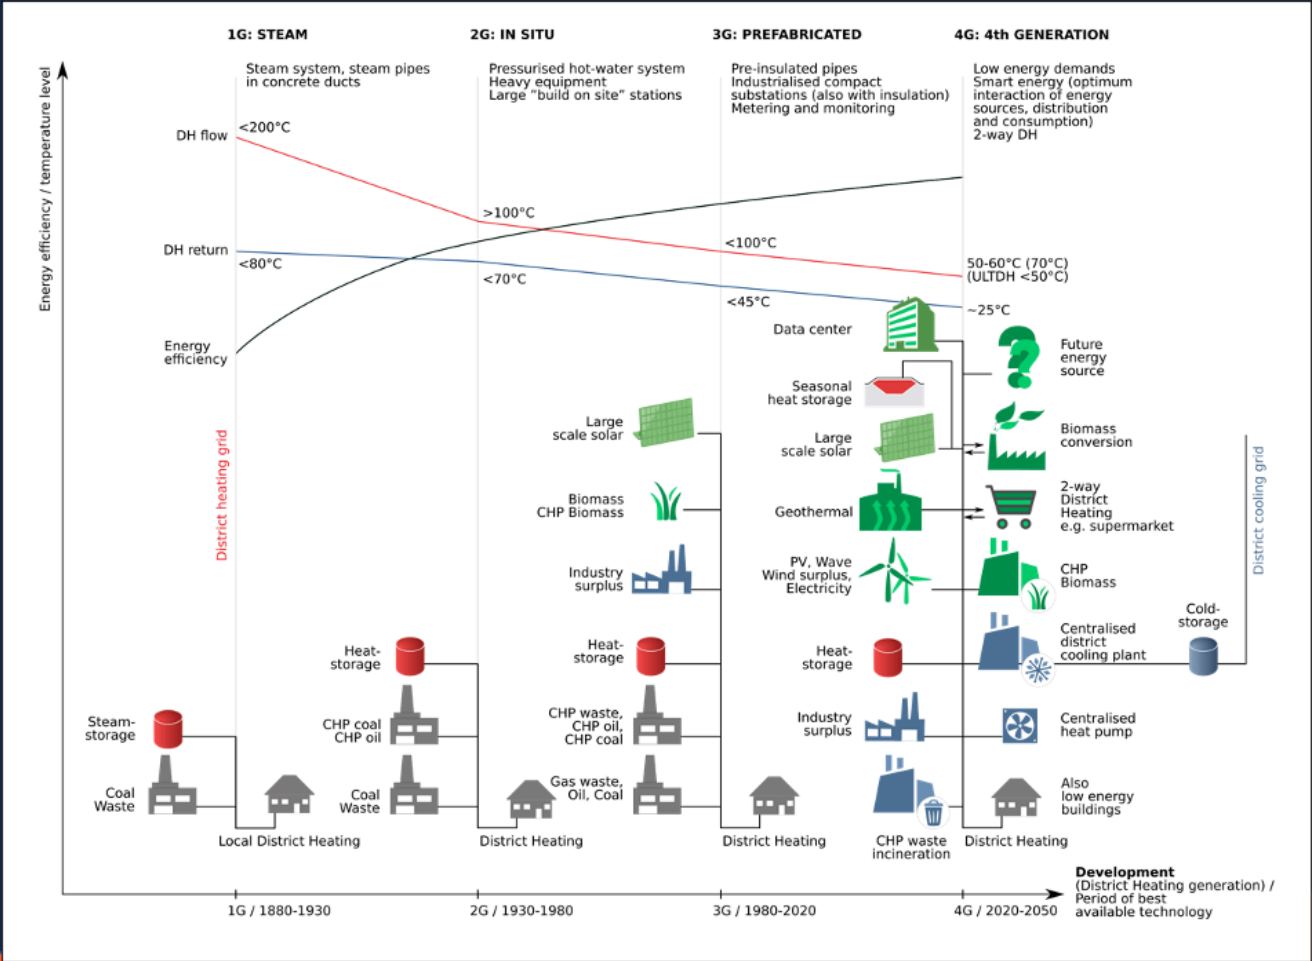 1G: STEAM
2G: IN SITU
3G: PREFABRICATED
4G: 4th GENERATION
Steam system, steam pipes
in concrete ducts
Pressurised hot-water system
Heavy equipment
Large "build on site" stations
Pre-insulated pipes
Industrialised compact
substations (also with insulation)
Metering and monitoring
Low energy demands
Smart energy (optimum
interaction of energy
sources, distribution
and consumption)
2-way DH
Energy efficiency / temperature level
DH flow
<200°C
>100°C
<100°C
50-60°C (70°C)
(ULTDH <50°C)
DH return
<80°C
<70°C
<45°C
~25°C
Energy
efficiency
District heating grid
Steam-
storage
Coal
Waste
Local District Heating
Heat-
storage
CHP coal
CHP oil
Coal
Waste
District Heating
Large
scale solar
Biomass
CHP Biomass
Industry
surplus
Heat-
storage
CHP waste,
CHP oil,
CHP coal
Gas waste,
Oil, Coal
District Heating
Data center
Seasonal
heat storage
Large
scale solar
Geothermal
PV, Wave
Wind surplus,
Electricity
Heat-
storage
Industry
surplus
CHP waste
incineration
Future
energy
source
Biomass
conversion
2-way
District
Heating
e.g. supermarket
CHP
Biomass
Centralised
district
cooling plant
Cold-
storage
District cooling grid
Centralised
heat pump
Also
low energy
buildings
District Heating
1G / 1880-1930
2G / 1930-1980
3G / 1980-2020
4G / 2020-2050
Development
(District Heating generation) /
Period of best
available technology